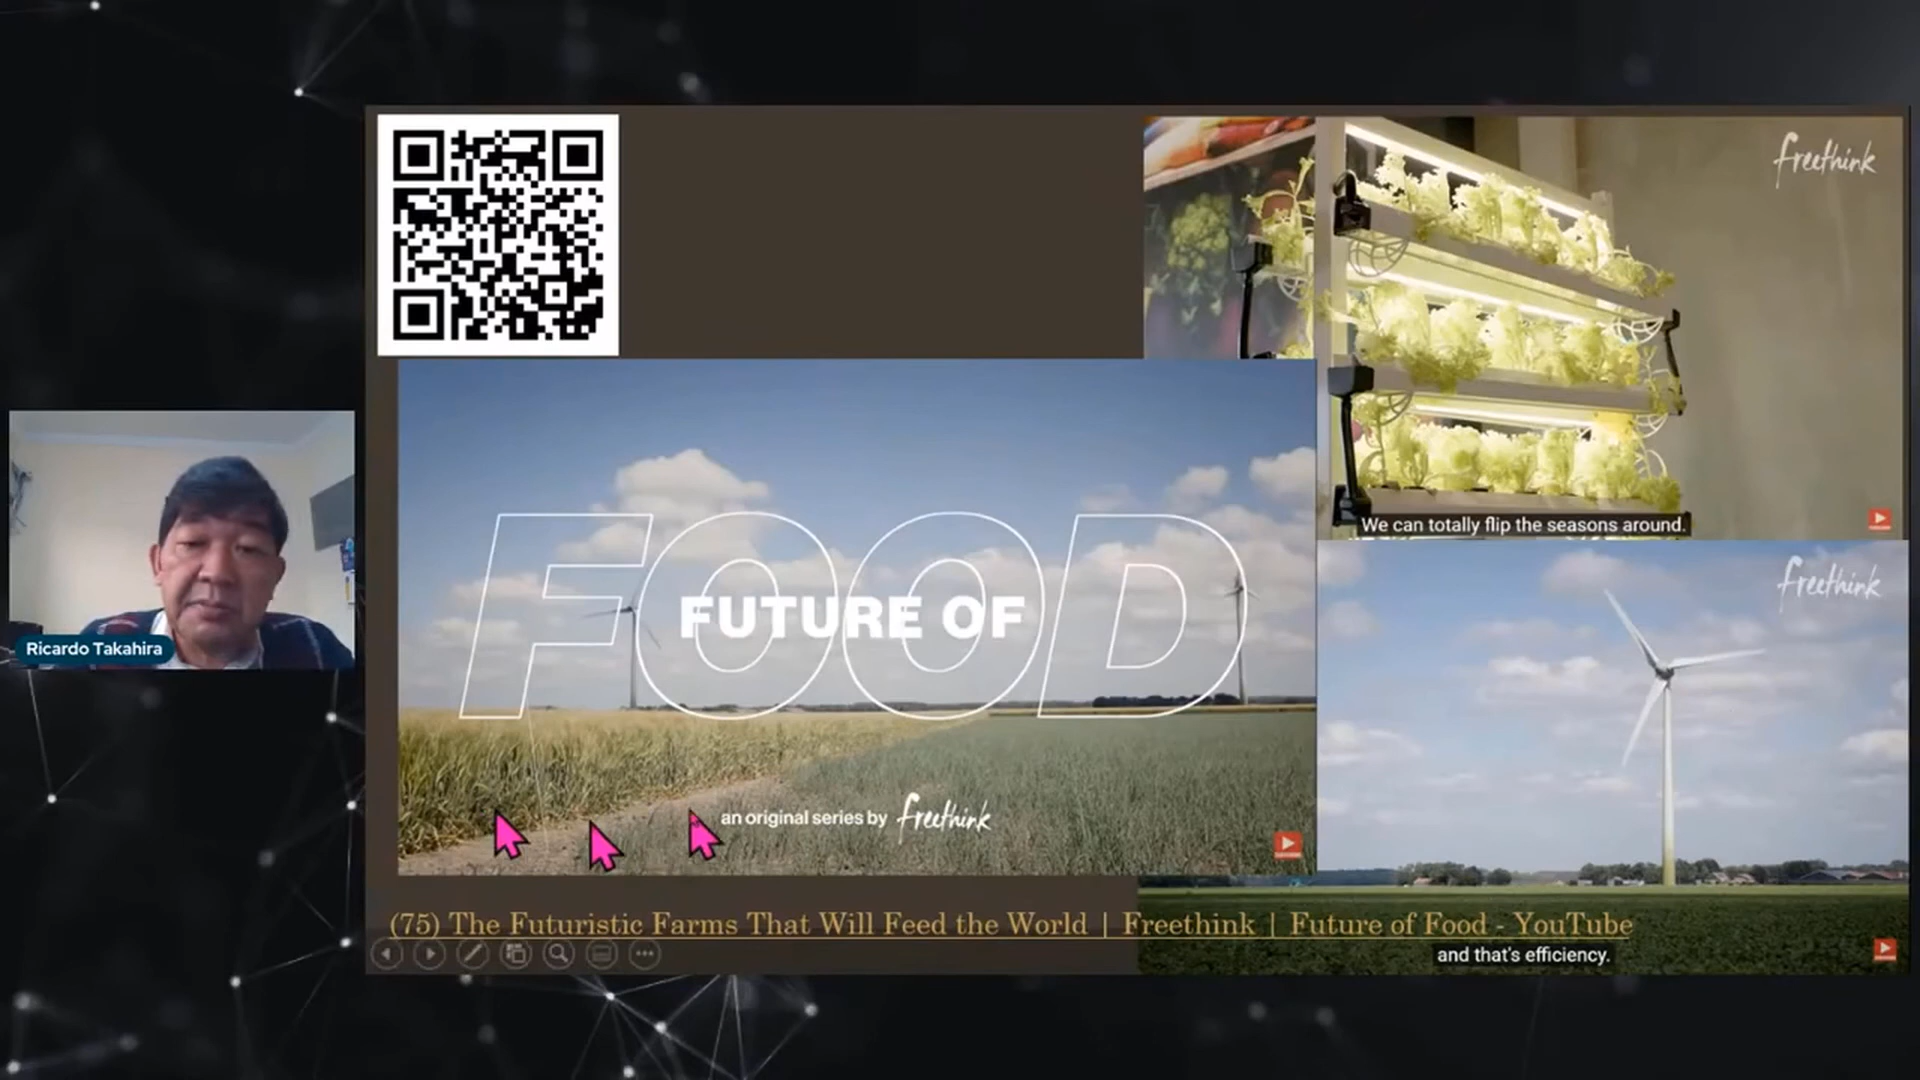 freethink
We can totally flip the seasons around.
FOOD
FUTURE OF
an original series by freethink
Ricardo Takahira
freethink
(75) The Futuristic Farms That Will Feed the World | Freethink | Future of Food - YouTube
and that's efficiency.